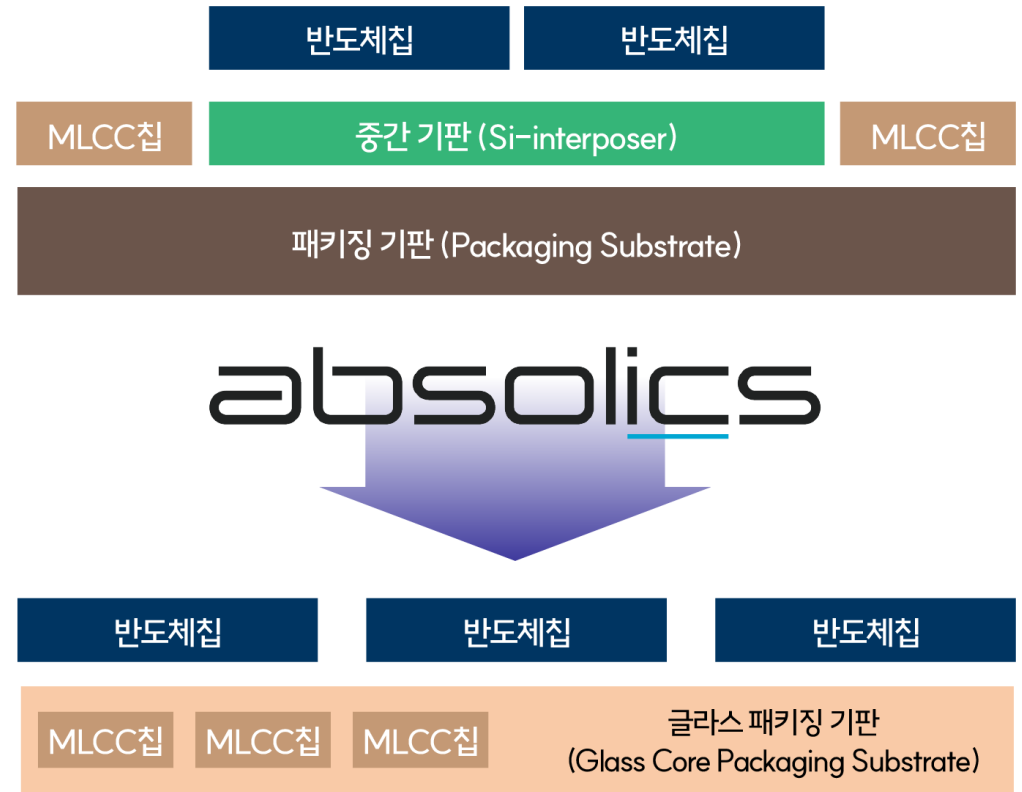 반도체칩
반도체칩
MLCC칩
중간 기판 (Si-interposer)
MLCC칩
패키징 기판 (Packaging Substrate)
absolics
반도체칩
반도체칩
반도체칩
MLCC칩
MLCC칩
MLCC칩
글라스 패키징 기판
(Glass Core Packaging Substrate)